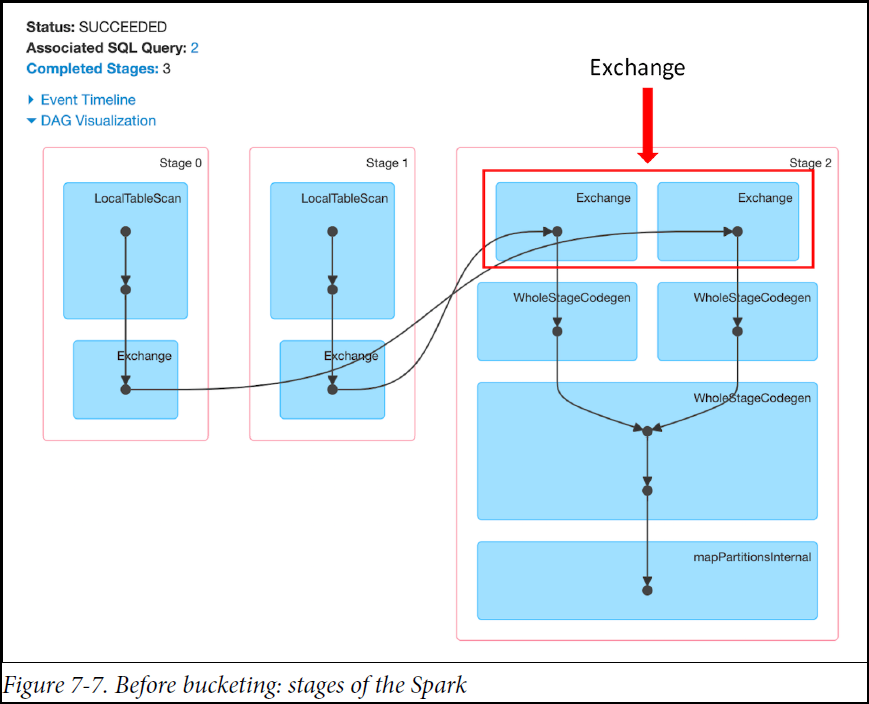 Status: SUCCEEDED
Associated SQL Query: 2
Completed Stages: 3
Event Timeline
DAG Visualization
Exchange
Stage 0
LocalTableScan
Exchange
Stage 1
LocalTableScan
Exchange
Stage 2
Exchange
Exchange
WholeStageCodegen
WholeStageCodegen
WholeStageCodegen
mapPartitionsInternal
Figure 7-7. Before bucketing: stages of the Spark